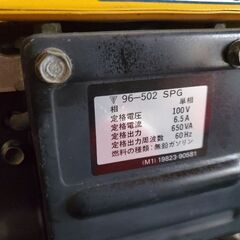 96-502 SPG
相 単相
定格電圧 100V
定格電流 6.5A
定格出力 650VA
定格出力周波数 60Hz
燃料の種類:無鉛ガソリン
(M1) 19823-90581